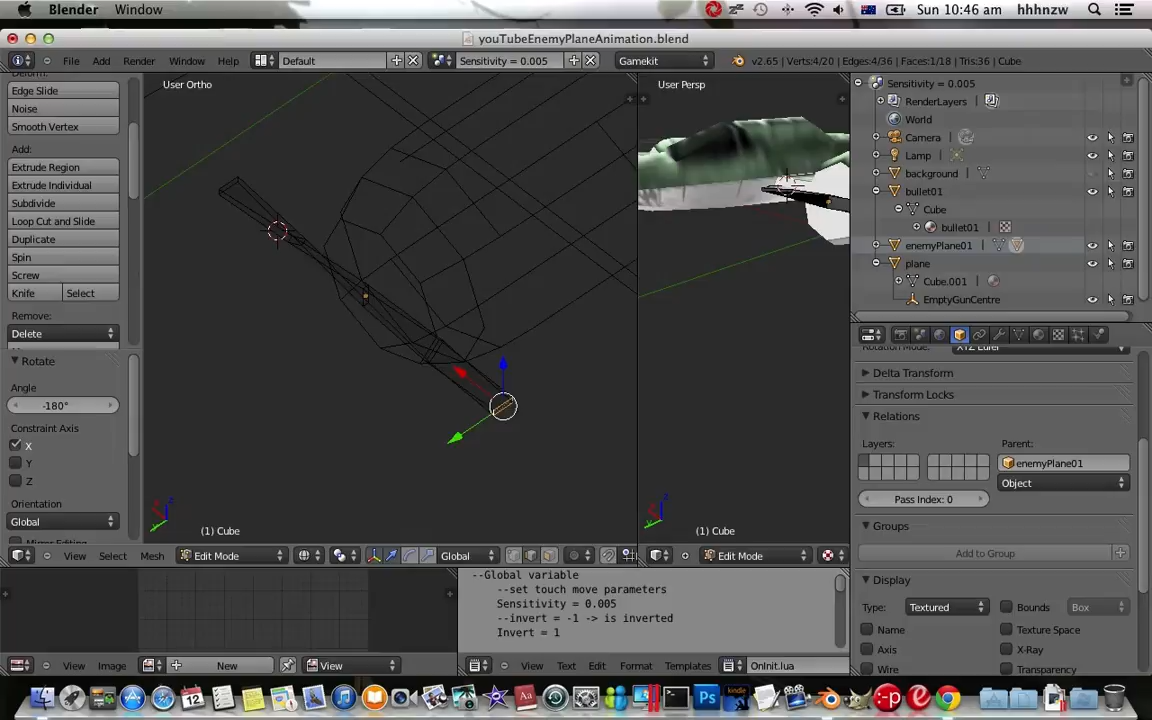 Blender Window Sun 10:46 am hhhnzw
youTubeEnemyPlaneAnimation.blend
File Add Render Window Help Default Sensitivity = 0.005 Gamekit v2.65 | Verts:4/20 | Edges:4/36 | Faces:1/18 | Tris:36 | Cube
Edge Slide
Noise
Smooth Vertex
Add:
Extrude Region
Extrude Individual
Subdivide
Loop Cut and Slide
Duplicate
Spin
Screw
Knife Select
Remove:
Delete
Rotate
Angle
-180°
Constraint Axis
X
Y
Z
Orientation
Global
User Ortho
(1) Cube
User Persp
(1) Cube
View Select Mesh Edit Mode Global
Edit Mode
View Image New View
--Global variable
--set touch move parameters
Sensitivity = 0.005
--invert = -1 -> is inverted
Invert = 1
View Text Edit Format Templates OnInit.lua
Sensitivity = 0.005
RenderLayers
World
Camera
Lamp
background
bullet01
Cube
bullet01
enemyPlane01
plane
Cube.001
EmptyGunCentre
Delta Transform
Transform Locks
Relations
Layers: Parent:
enemyPlane01
Object
Pass Index: 0
Groups
Add to Group
Display
Type: Textured Bounds Box
Name Texture Space
Axis X-Ray
Wire Transparency